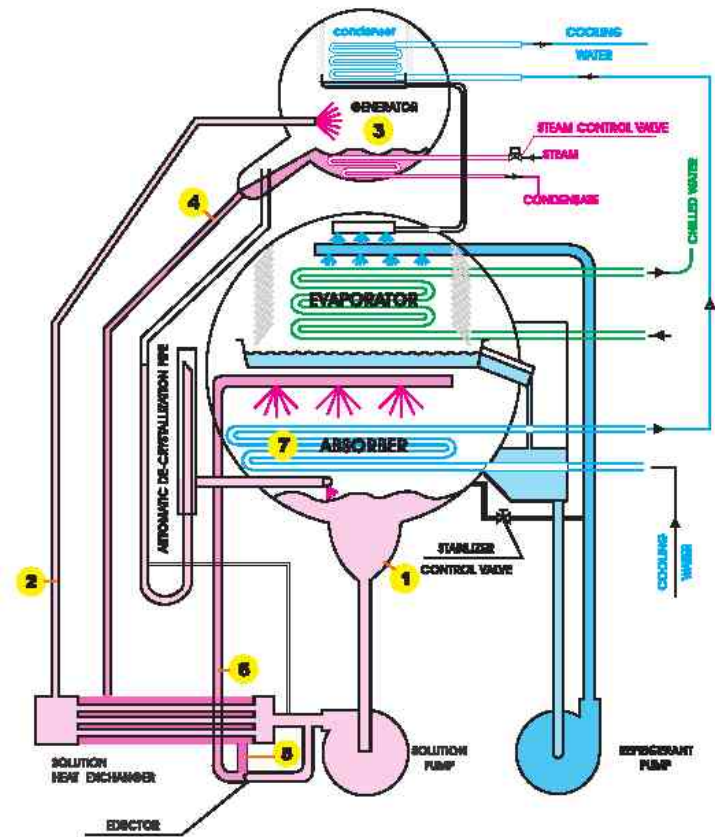 condenser
COOLING
WATER
GENERATOR
3
STEAM CONTROL VALVE
STEAM
CONDENSATE
4
CHILLED WATER
EVAPORATOR
AUTOMATIC DE-CRYSTALLIZATION PIPE
7
ABSORBER
STABILIZER
CONTROL VALVE
1
COOLING
WATER
2
6
5
SOLUTION
HEAT EXCHANGER
SOLUTION
PUMP
REFRIGERANT
PUMP
EDUCTOR